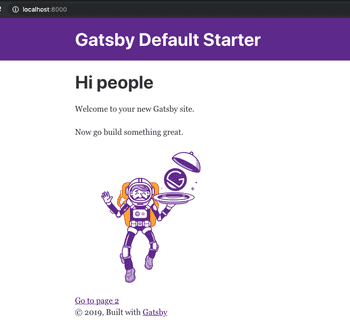 localhost:8000
Gatsby Default Starter
Hi people
Welcome to your new Gatsby site.
Now go build something great.
Go to page 2
© 2019, Built with Gatsby